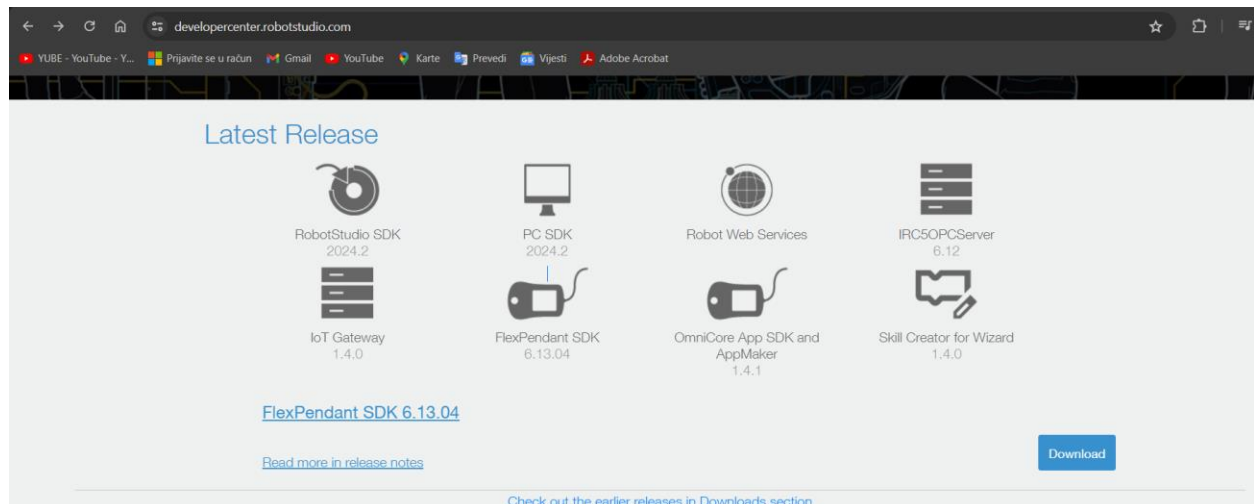 developercenter.robotstudio.com
YUBE - YouTube - Y... Prijavite se u račun Gmail YouTube Karte Prevedi Vijesti Adobe Acrobat
Latest Release
RobotStudio SDK PC SDK Robot Web Services IRC5OPCServer
2024.2 2024.2 6.12
IoT Gateway FlexPendant SDK OmniCore App SDK and Skill Creator for Wizard
1.4.0 6.13.04 AppMaker 1.4.0
1.4.1
FlexPendant SDK 6.13.04
Read more in release notes Download
Check out the earlier releases in Downloads section